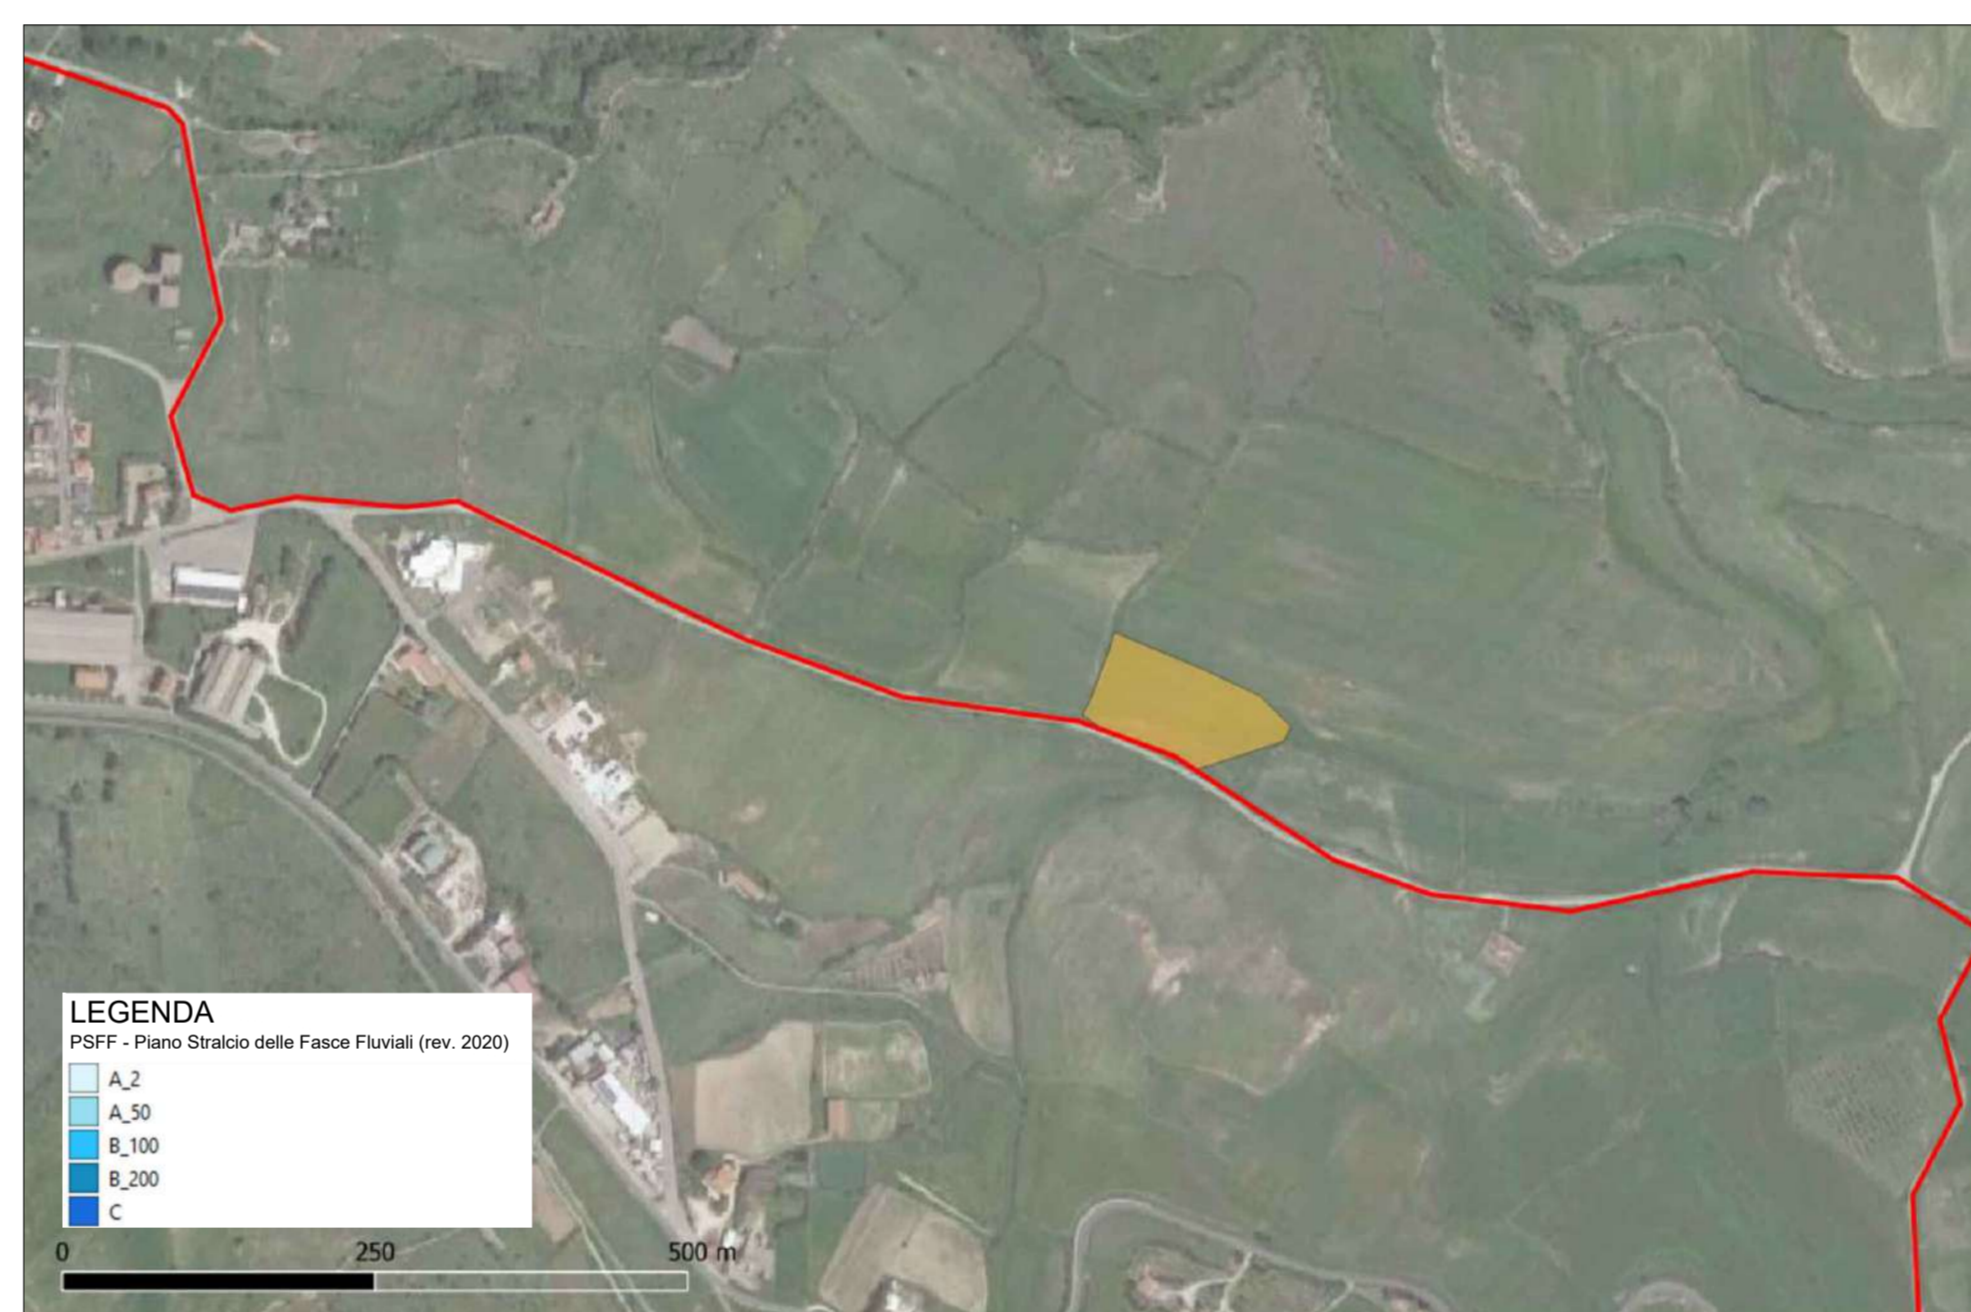 LEGENDA
PSFF - Piano Stralcio delle Fasce Fluviali (rev. 2020)
A_2
A_50
B_100
B_200
C
0 250 500 m